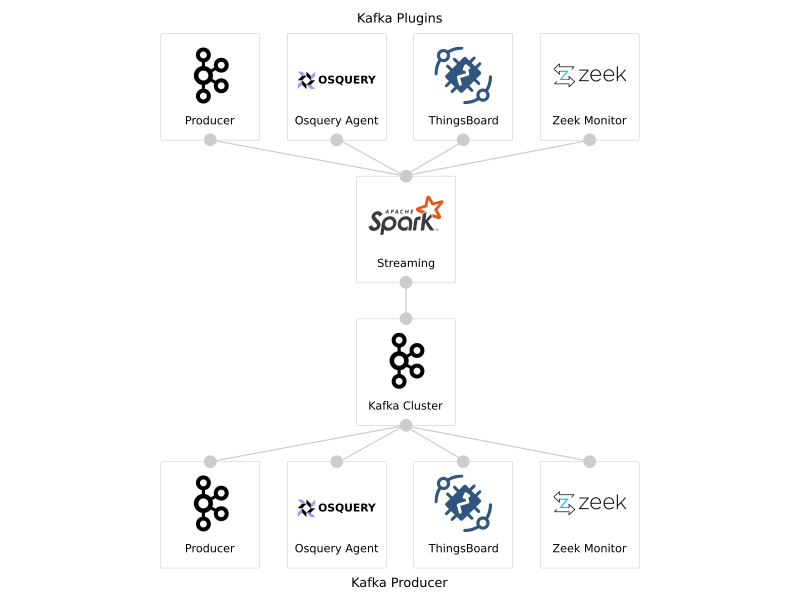 Kafka Plugins
OSQUERY
zeek
Producer
Osquery Agent
ThingsBoard
Zeek Monitor
APACHE
Spark
Streaming
Kafka Cluster
OSQUERY
zeek
Producer
Osquery Agent
ThingsBoard
Zeek Monitor
Kafka Producer